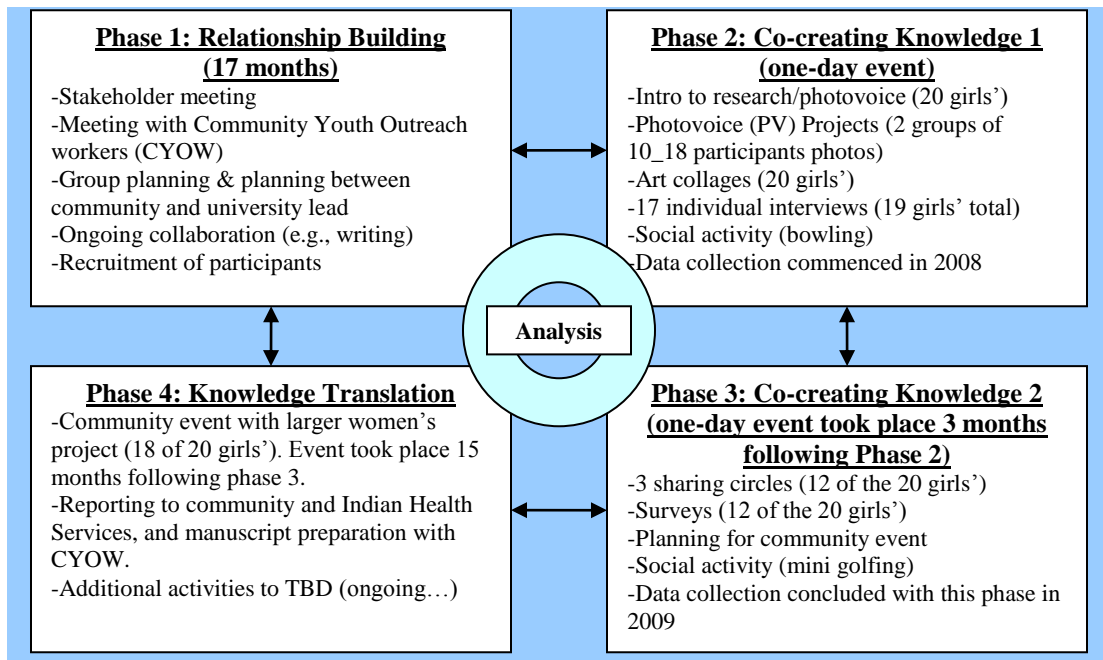 Phase 1: Relationship Building
(17 months)
-Stakeholder meeting
-Meeting with Community Youth Outreach
workers (CYOW)
-Group planning & planning between
community and university lead
-Ongoing collaboration (e.g., writing)
-Recruitment of participants
Phase 2: Co-creating Knowledge 1
(one-day event)
-Intro to research/photovoice (20 girls’)
-Photovoice (PV) Projects (2 groups of
10_18 participants photos)
-Art collages (20 girls’)
-17 individual interviews (19 girls’ total)
-Social activity (bowling)
-Data collection commenced in 2008
Analysis
Phase 4: Knowledge Translation
-Community event with larger women’s
project (18 of 20 girls’). Event took place 15
months following phase 3.
-Reporting to community and Indian Health
Services, and manuscript preparation with
CYOW.
-Additional activities to TBD (ongoing…)
Phase 3: Co-creating Knowledge 2
(one-day event took place 3 months
following Phase 2)
-3 sharing circles (12 of the 20 girls’)
-Surveys (12 of the 20 girls’)
-Planning for community event
-Social activity (mini golfing)
-Data collection concluded with this phase in
2009